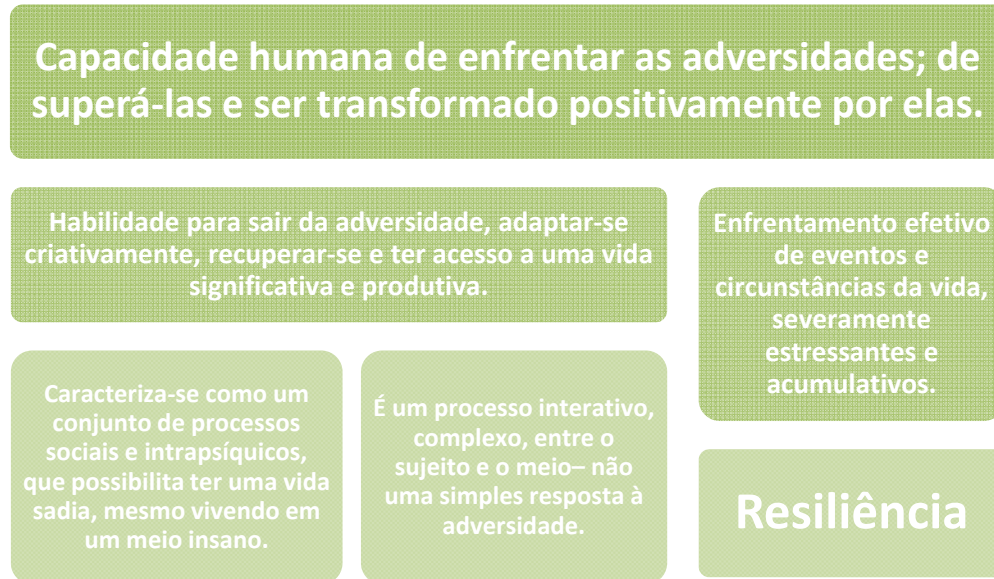 Capacidade humana de enfrentar as adversidades; de
superá-las e ser transformado positivamente por elas.
Habilidade para sair da adversidade, adaptar-se
criativamente, recuperar-se e ter acesso a uma vida
significativa e produtiva.
Enfrentamento efetivo
de eventos e
circunstâncias da vida,
severamente
estressantes e
acumulativos.
Caracteriza-se como um
conjunto de processos
sociais e intrapsíquicos,
que possibilita ter uma vida
sadia, mesmo vivendo em
um meio insano.
É um processo interativo,
complexo, entre o
sujeito e o meio– não
uma simples resposta à
adversidade.
Resiliência